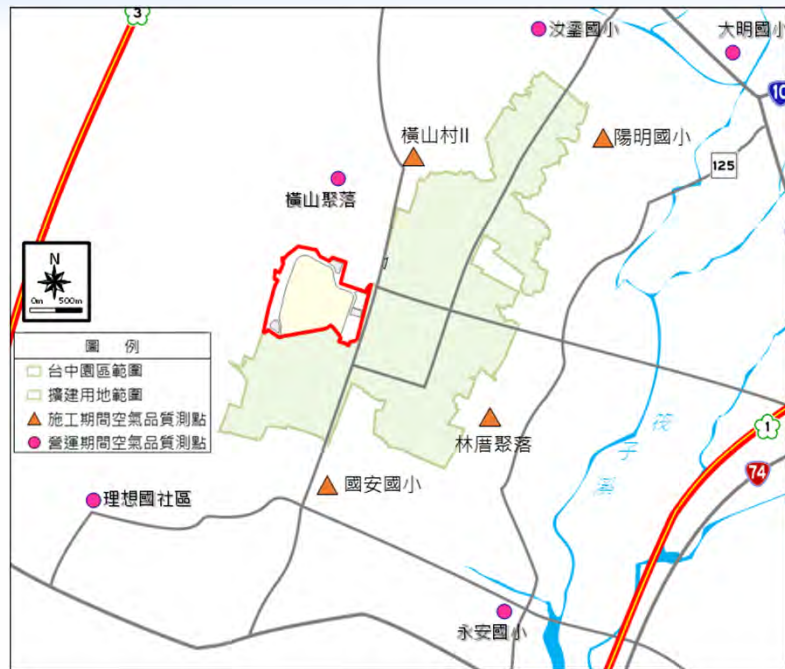 3
汝鎏國小
大明國小
10
橫山村II
陽明國小
125
橫山聚落
N
0m 500m
圖 例
台中園區範圍
擴建用地範圍
施工期間空氣品質測點
營運期間空氣品質測點
林厝聚落
1
筏子溪
74
國安國小
理想國社區
永安國小